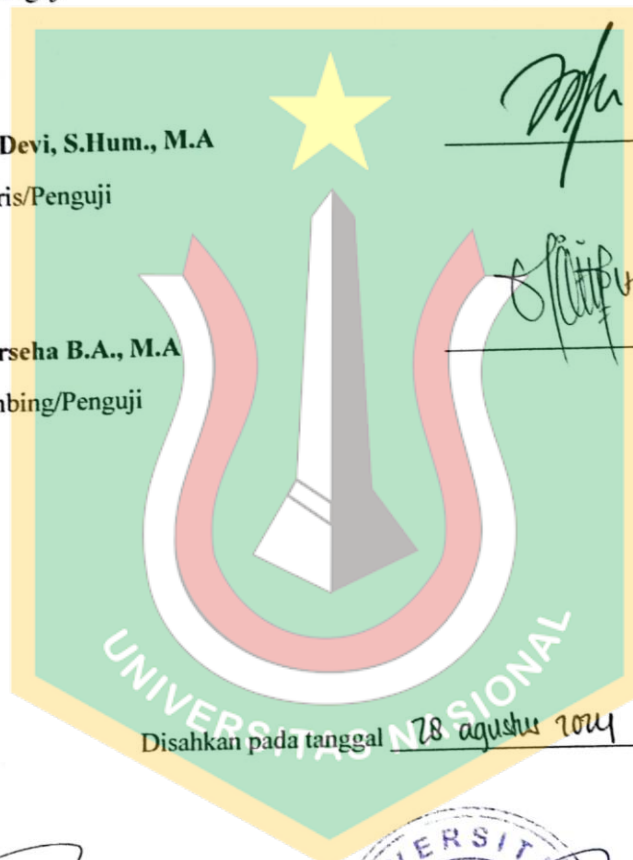 Devi, S.Hum., M.A
ris/Penguji
rseha B.A., M.A
nbing/Penguji
UNIVERSITAS NASIONAL
Disahkan pada tanggal 28 agustus 2024
ERSIT